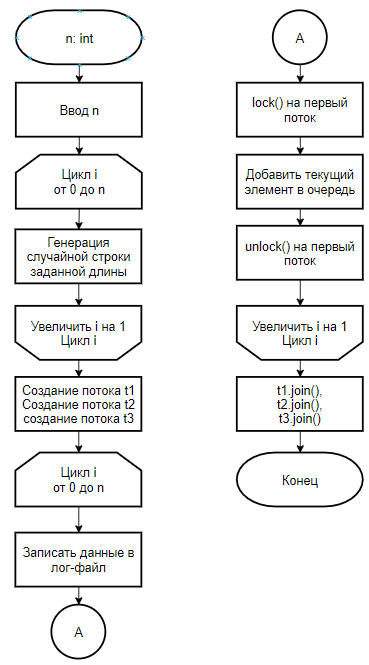 n: int
Ввод n
Цикл i
от 0 до n
Генерация
случайной строки
заданной длины
Увеличить i на 1
Цикл i
Создание потока t1
Создание потока t2
создание потока t3
Цикл i
от 0 до n
Записать данные в
лог-файл
А
А
lock() на первый
поток
Добавить текущий
элемент в очередь
unlock() на первый
поток
Увеличить i на 1
Цикл i
t1.join(),
t2.join(),
t3.join()
Конец